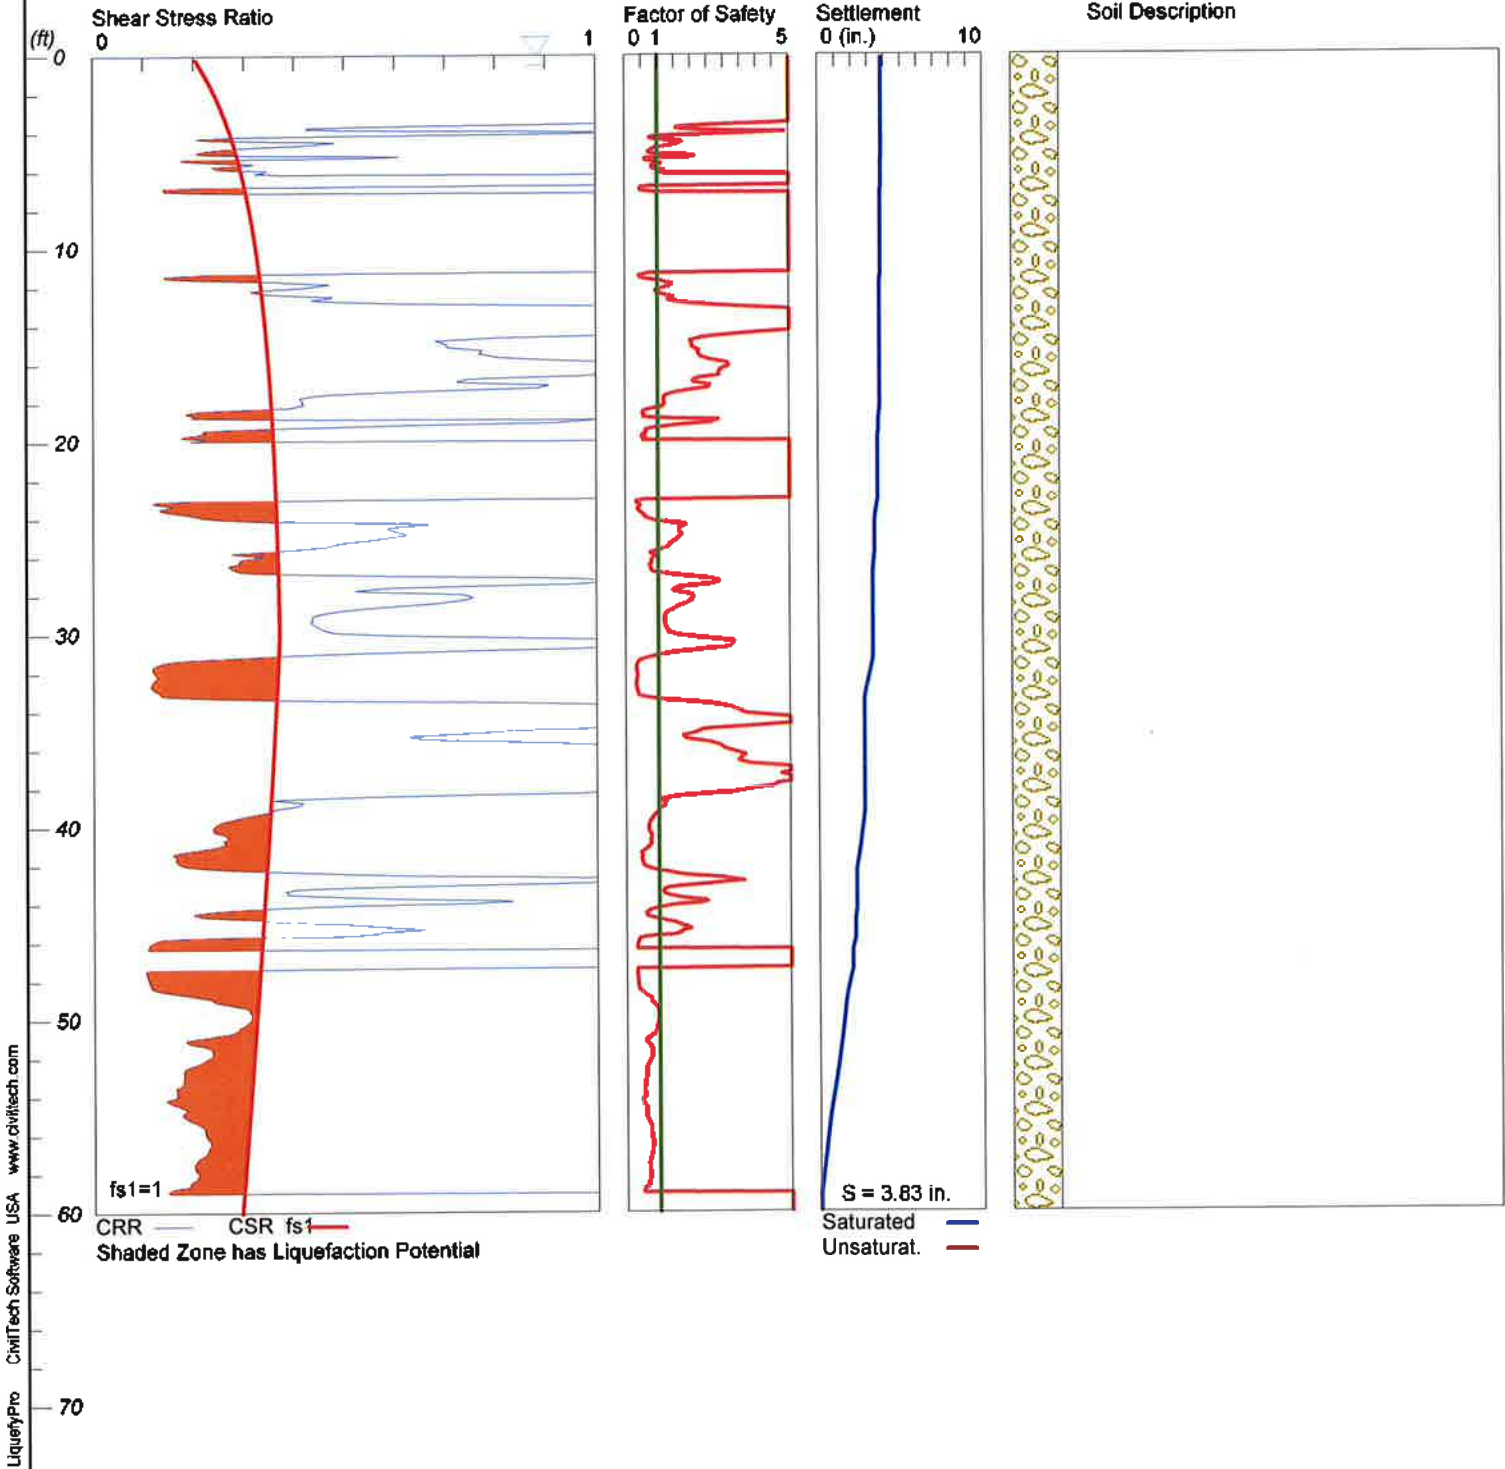 Shear Stress Ratio
Factor of Safety
Settlement
Soil Description
(ft)
0
1
0 1
5
0 (in.)
10
0
10
20
30
40
50
60
70
fs1=1
S = 3.83 in.
CRR
CSR fs1
Shaded Zone has Liquefaction Potential
Saturated
Unsaturat.
LiquefyPro CivilTech Software USA www.civiltech.com